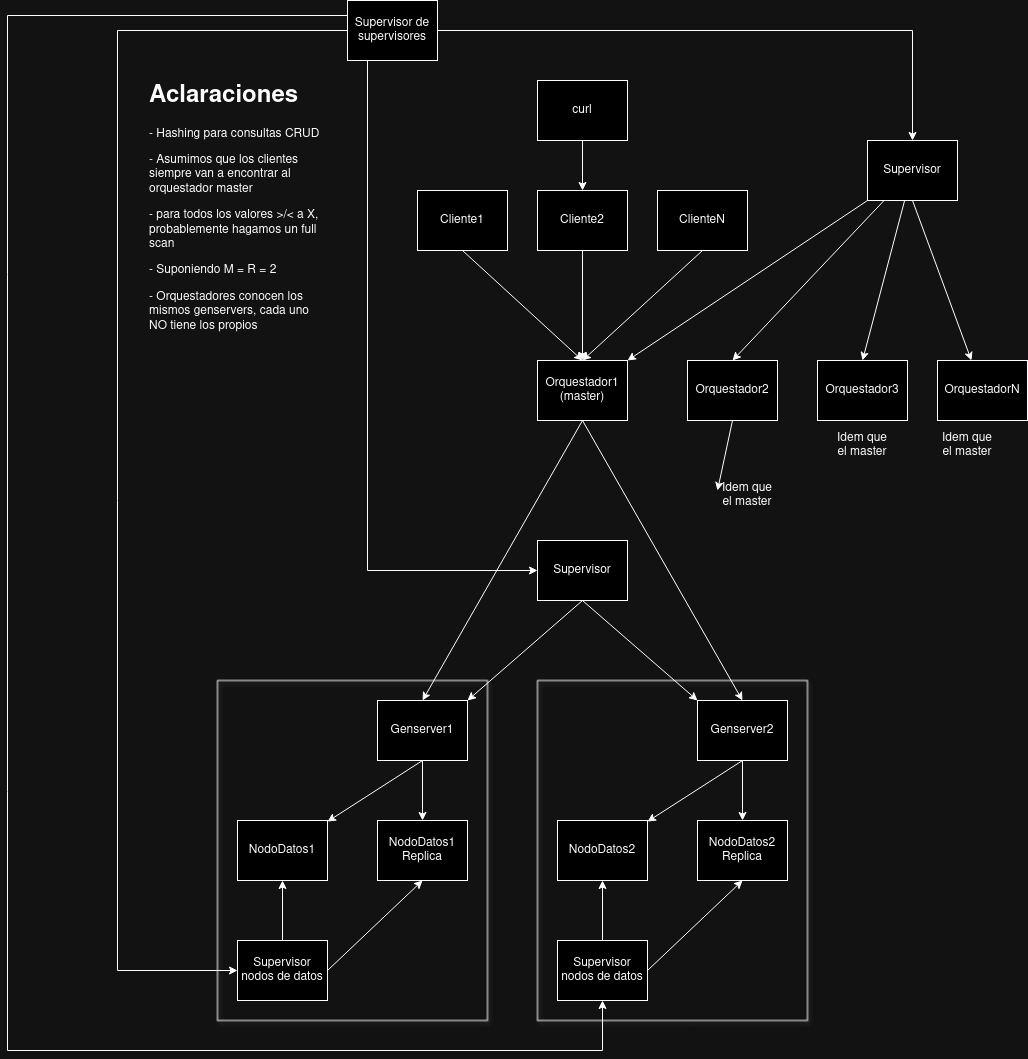 Supervisor de
supervisores
Aclaraciones
- Hashing para consultas CRUD
- Asumimos que los clientes
siempre van a encontrar al
orquestador master
- para todos los valores >/< a X,
probablemente hagamos un full
scan
- Suponiendo M = R = 2
- Orquestadores conocen los
mismos genservers, cada uno
NO tiene los propios
curl
Supervisor
Cliente1
Cliente2
ClienteN
Orquestador1
(master)
Orquestador2
Orquestador3
OrquestadorN
Idem que
el master
Idem que
el master
Idem que
el master
Supervisor
Genserver1
Genserver2
NodoDatos1
NodoDatos1
Replica
NodoDatos2
NodoDatos2
Replica
Supervisor
nodos de datos
Supervisor
nodos de datos